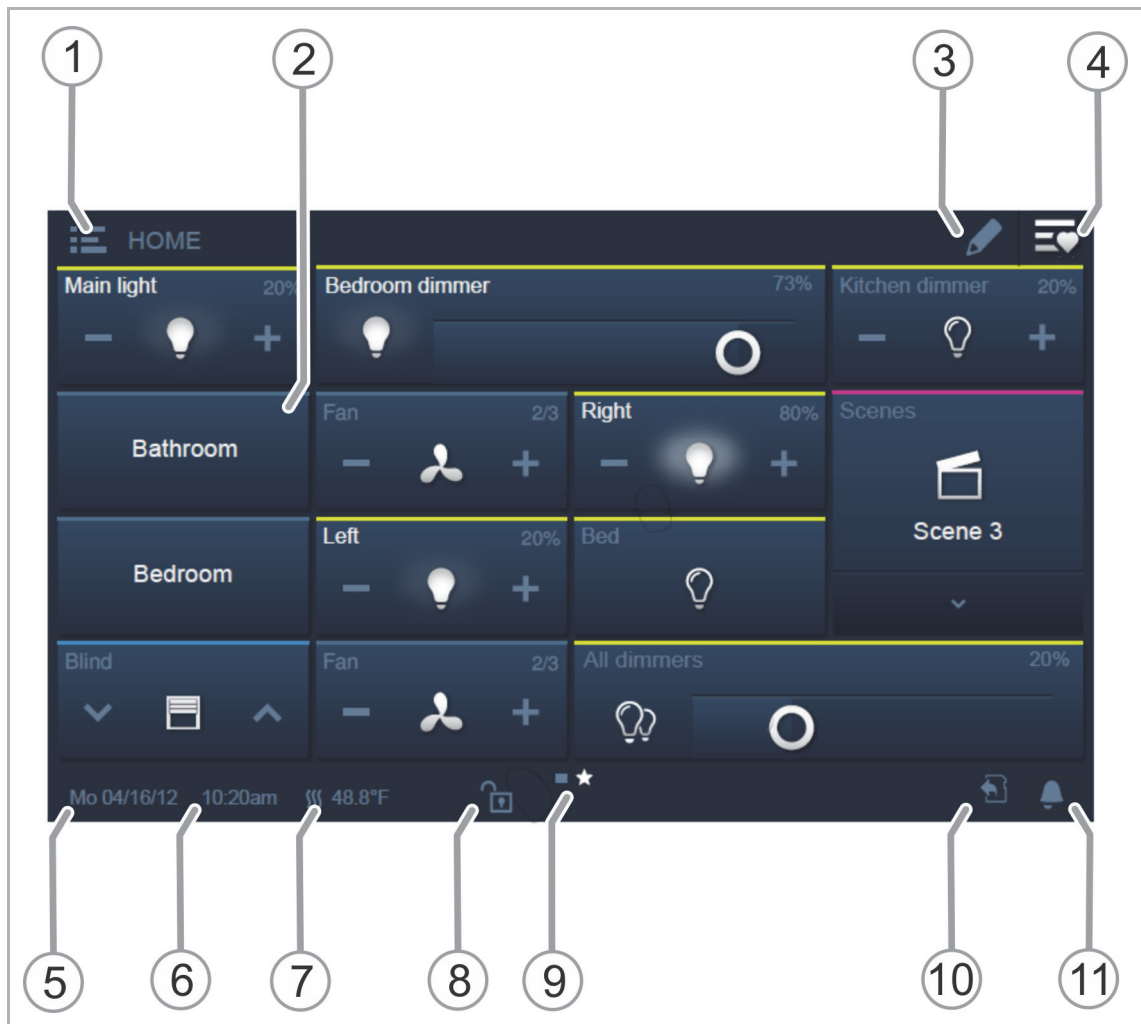 1
2
3
4
HOME
Main light 20%
Bedroom dimmer 73%
Kitchen dimmer 20%
Bathroom
Fan 2/3
Right 80%
Scenes
Scene 3
Bedroom
Left 20%
Bed
Blind
Fan 2/3
All dimmers 20%
Mo 04/16/12 10:20am 48.8°F
5
6
7
8
9
10
11